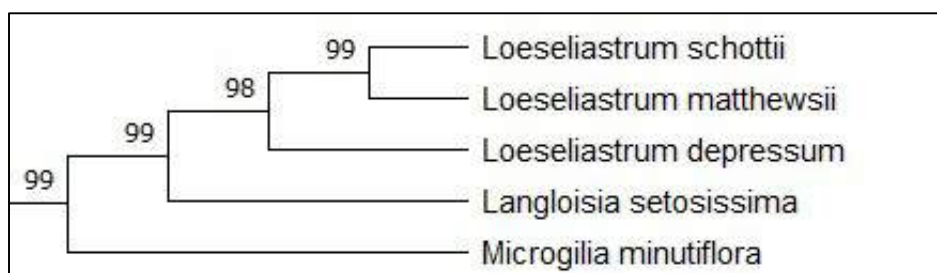 99
Loeseliastrum schottii
98
Loeseliastrum matthewsii
99
Loeseliastrum depressum
99
Langloisia setosissima
Microgilia minutiflora